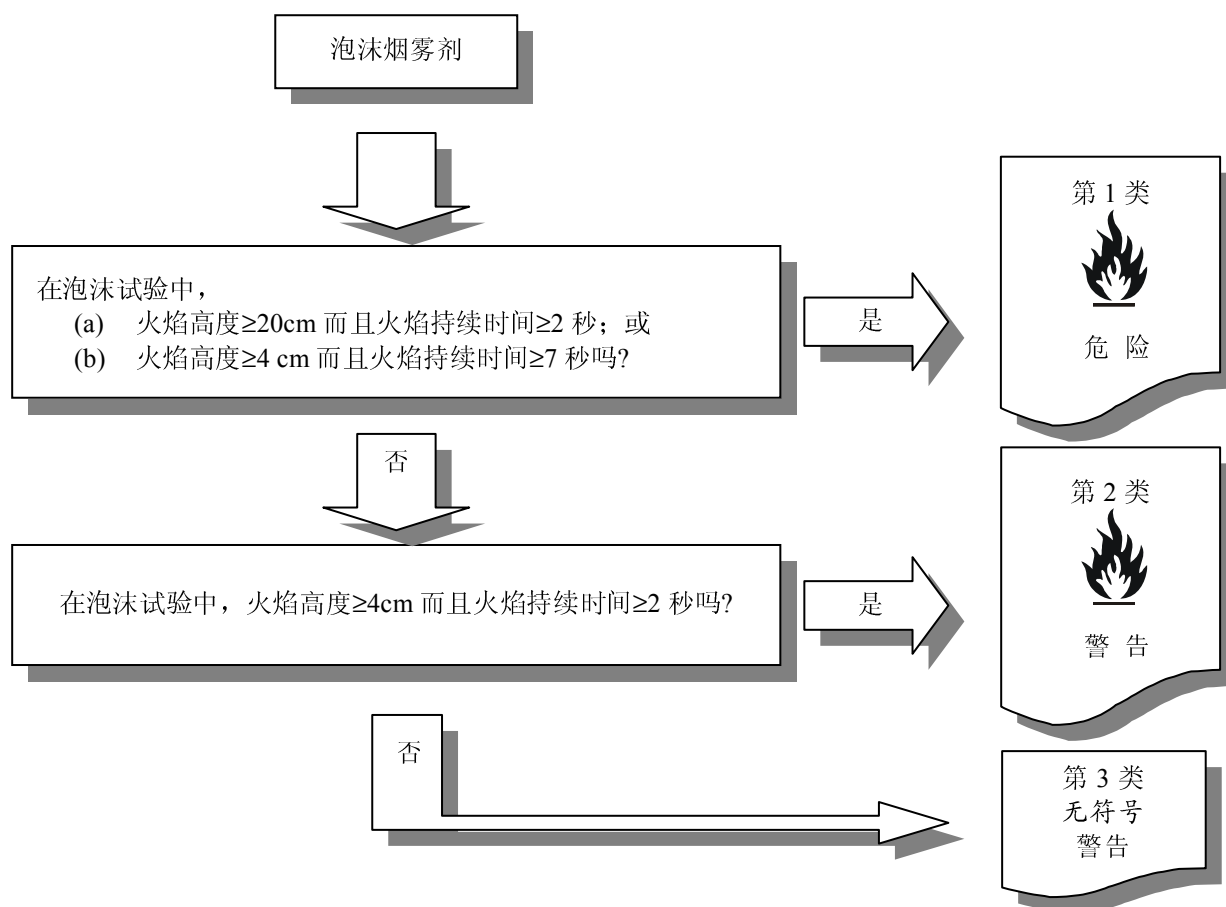 泡沫烟雾剂
在泡沫试验中，
(a) 火焰高度≥20cm 而且火焰持续时间≥2 秒；或
(b) 火焰高度≥4 cm 而且火焰持续时间≥7 秒吗?
是
第 1 类
危 险
否
在泡沫试验中，火焰高度≥4cm 而且火焰持续时间≥2 秒吗?
是
第 2 类
警 告
否
第 3 类
无符号
警告